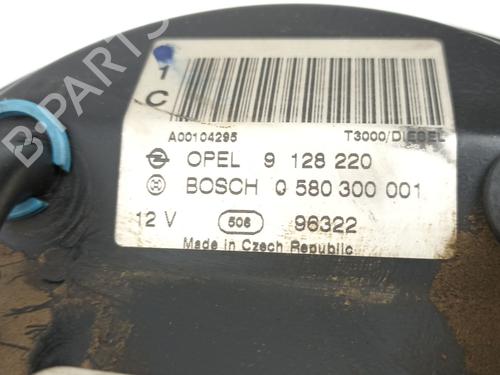 1
C
A00104295 T3000/DIESEL
OPEL 9 128 220
BOSCH 0 580 300 001
12 V 506 96322
Made in Czech Republic
B-PARTS